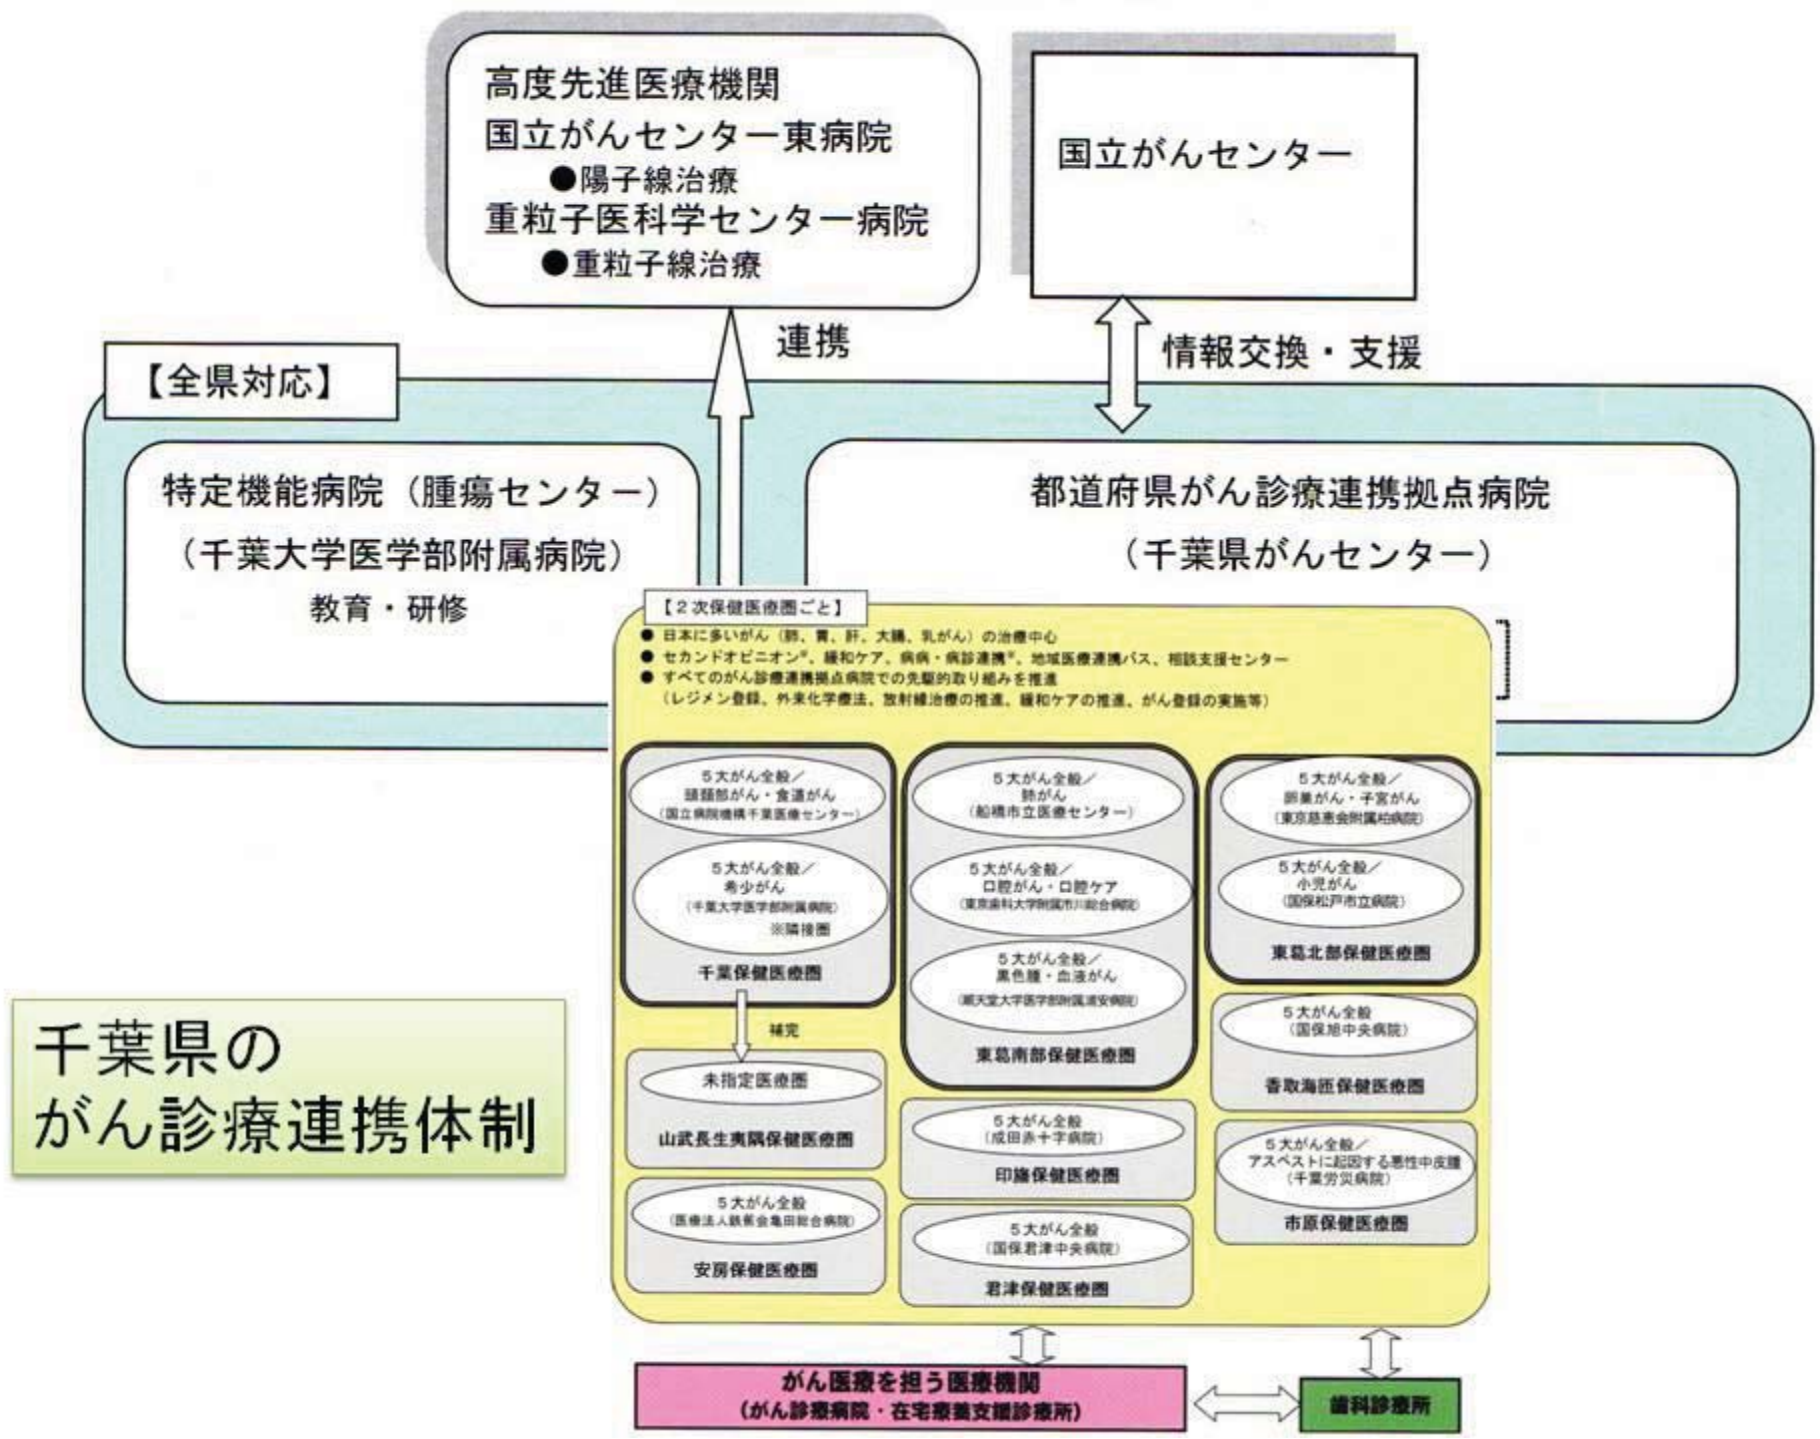 高度先進医療機関
国立がんセンター東病院
●陽子線治療
重粒子医科学センター病院
●重粒子線治療
国立がんセンター
連携
情報交換・支援
【全県対応】
特定機能病院（腫瘍センター）
（千葉大学医学部附属病院）
教育・研修
都道府県がん診療連携拠点病院
（千葉県がんセンター）
【２次保健医療圏ごと】
● 日本に多いがん（肺、胃、肝、大腸、乳がん）の治療中心
● セカンドオピニオン※、緩和ケア、病病・病診連携※、地域医療連携パス、相談支援センター
● すべてのがん診療連携拠点病院での先駆的取り組みを推進
（レジメン登録、外来化学療法、放射線治療の推進、緩和ケアの推進、がん登録の実施等）
５大がん全般／
頭頸部がん・食道がん
（国立病院機構千葉医療センター）
５大がん全般／
希少がん
（千葉大学医学部附属病院）
※隣接圏
千葉保健医療圏
補完
未指定医療圏
山武長生夷隅保健医療圏
５大がん全般
（医療法人鉄蕉会亀田総合病院）
安房保健医療圏
５大がん全般／
肺がん
（船橋市立医療センター）
５大がん全般／
口腔がん・口腔ケア
（東京歯科大学附属市川総合病院）
５大がん全般／
黒色腫・血液がん
（順天堂大学医学部附属浦安病院）
東葛南部保健医療圏
５大がん全般
（成田赤十字病院）
印旛保健医療圏
５大がん全般
（国保君津中央病院）
君津保健医療圏
５大がん全般／
卵巣がん・子宮がん
（東京慈恵会附属柏病院）
５大がん全般／
小児がん
（国保松戸市立病院）
東葛北部保健医療圏
５大がん全般
（国保旭中央病院）
香取海匝保健医療圏
５大がん全般／
アスベストに起因する悪性中皮腫
（千葉労災病院）
市原保健医療圏
千葉県の
がん診療連携体制
がん医療を担う医療機関
（がん診療病院・在宅療養支援診療所）
歯科診療所